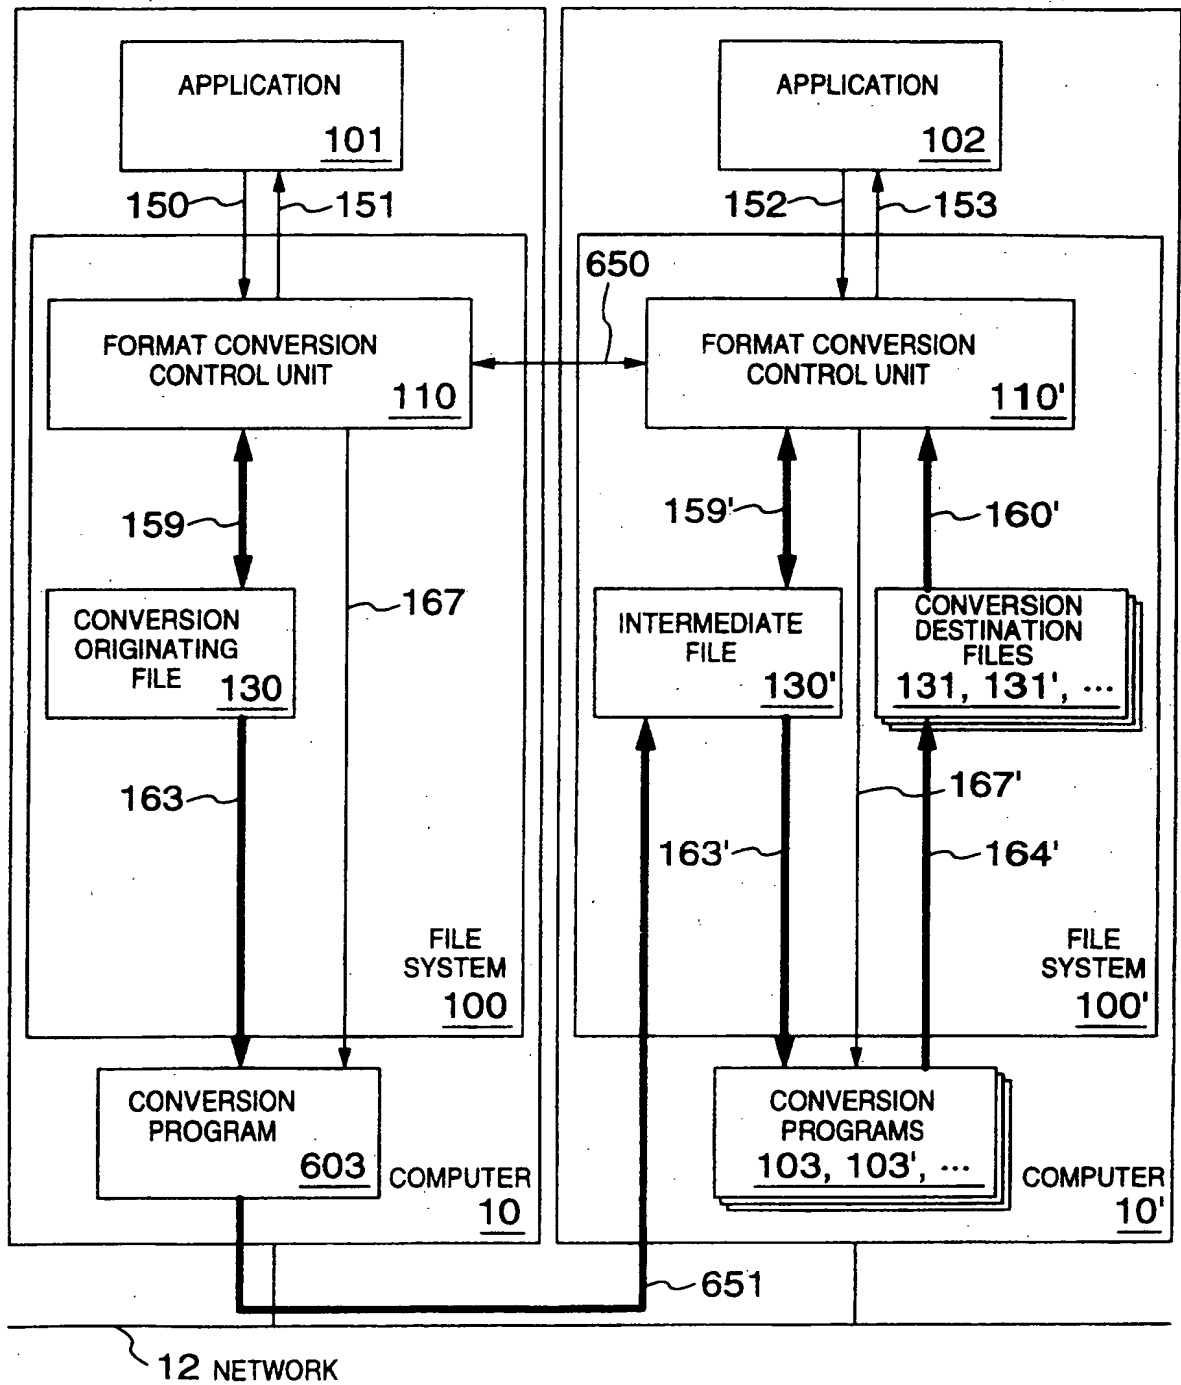 APPLICATION
101
APPLICATION
102
150
151
152
153
650
FORMAT CONVERSION
CONTROL UNIT
110
FORMAT CONVERSION
CONTROL UNIT
110'
159
159'
160'
CONVERSION
ORIGINATING
FILE
130
167
INTERMEDIATE
FILE
130'
CONVERSION
DESTINATION
FILES
131, 131', ...
163
167'
163'
164'
FILE
SYSTEM
100
FILE
SYSTEM
100'
CONVERSION
PROGRAM
603
COMPUTER
10
CONVERSION
PROGRAMS
103, 103', ...
COMPUTER
10'
651
12 NETWORK